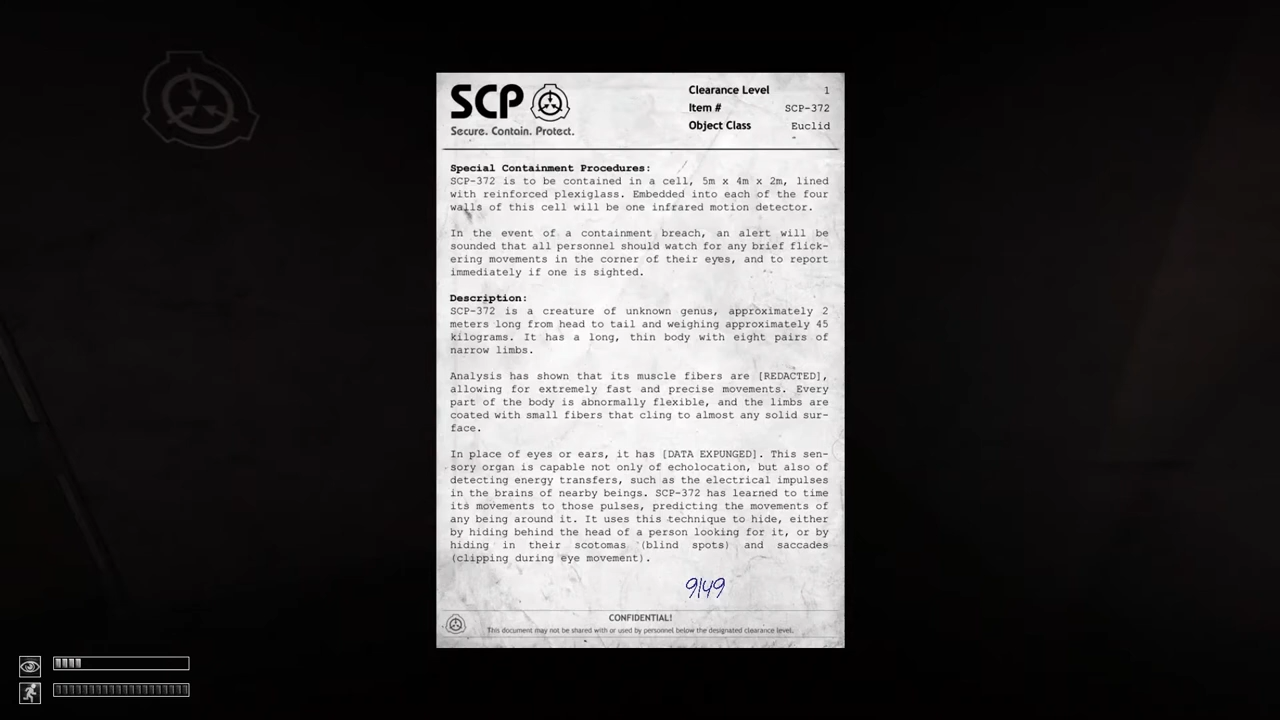 SCP
Secure. Contain. Protect.
Clearance Level 1
Item # SCP-372
Object Class Euclid
Special Containment Procedures:
SCP-372 is to be contained in a cell, 5m x 4m x 2m, lined
with reinforced plexiglass. Embedded into each of the four
walls of this cell will be one infrared motion detector.
In the event of a containment breach, an alert will be
sounded that all personnel should watch for any brief flick-
ering movements in the corner of their eyes, and to report
immediately if one is sighted.
Description:
SCP-372 is a creature of unknown genus, approximately 2
meters long from head to tail and weighing approximately 45
kilograms. It has a long, thin body with eight pairs of
narrow limbs.
Analysis has shown that its muscle fibers are [REDACTED],
allowing for extremely fast and precise movements. Every
part of the body is abnormally flexible, and the limbs are
coated with small fibers that cling to almost any solid sur-
face.
In place of eyes or ears, it has [DATA EXPUNGED]. This sen-
sory organ is capable not only of echolocation, but also of
detecting energy transfers, such as the electrical impulses
in the brains of nearby beings. SCP-372 has learned to time
its movements to those pulses, predicting the movements of
any being around it. It uses this technique to hide, either
by hiding behind the head of a person looking for it, or by
hiding in their scotomas (blind spots) and saccades
(clipping during eye movement).
9149
CONFIDENTIAL!
This document may not be shared with or used by personnel below the designated clearance level.